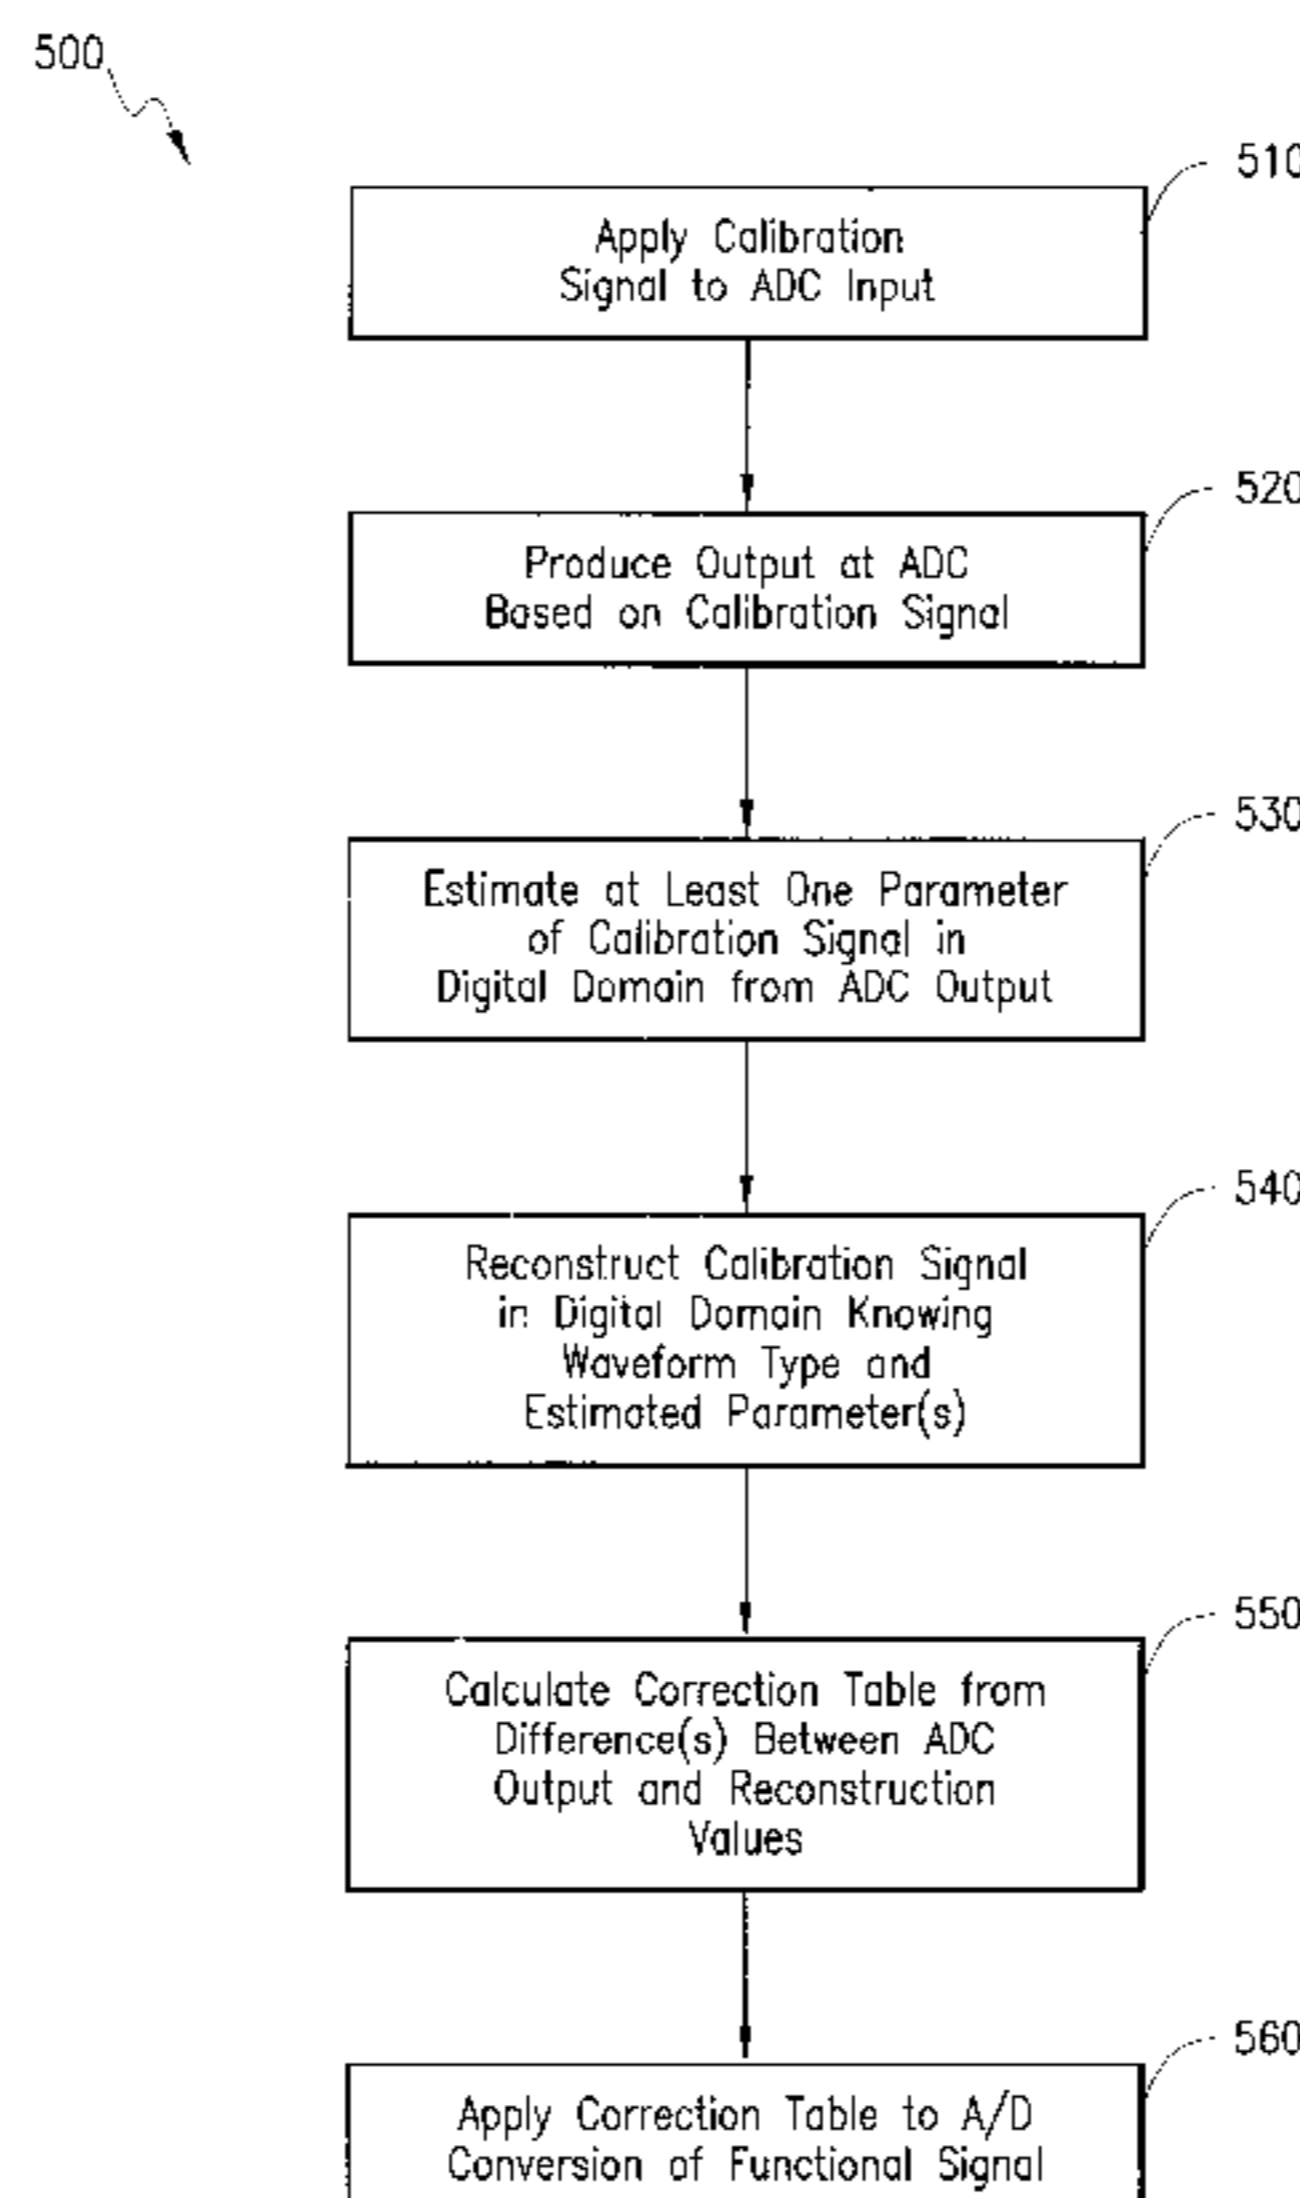 500
510
Apply Calibration
Signal to ADC Input
520
Produce Output at ADC
Based on Calibration Signal
530
Estimate at Least One Parameter
of Calibration Signal in
Digital Domain from ADC Output
540
Reconstruct Calibration Signal
in Digital Domain Knowing
Waveform Type and
Estimated Parameter(s)
550
Calculate Correction Table from
Difference(s) Between ADC
Output and Reconstruction
Values
560
Apply Correction Table to A/D
Conversion of Functional Signal